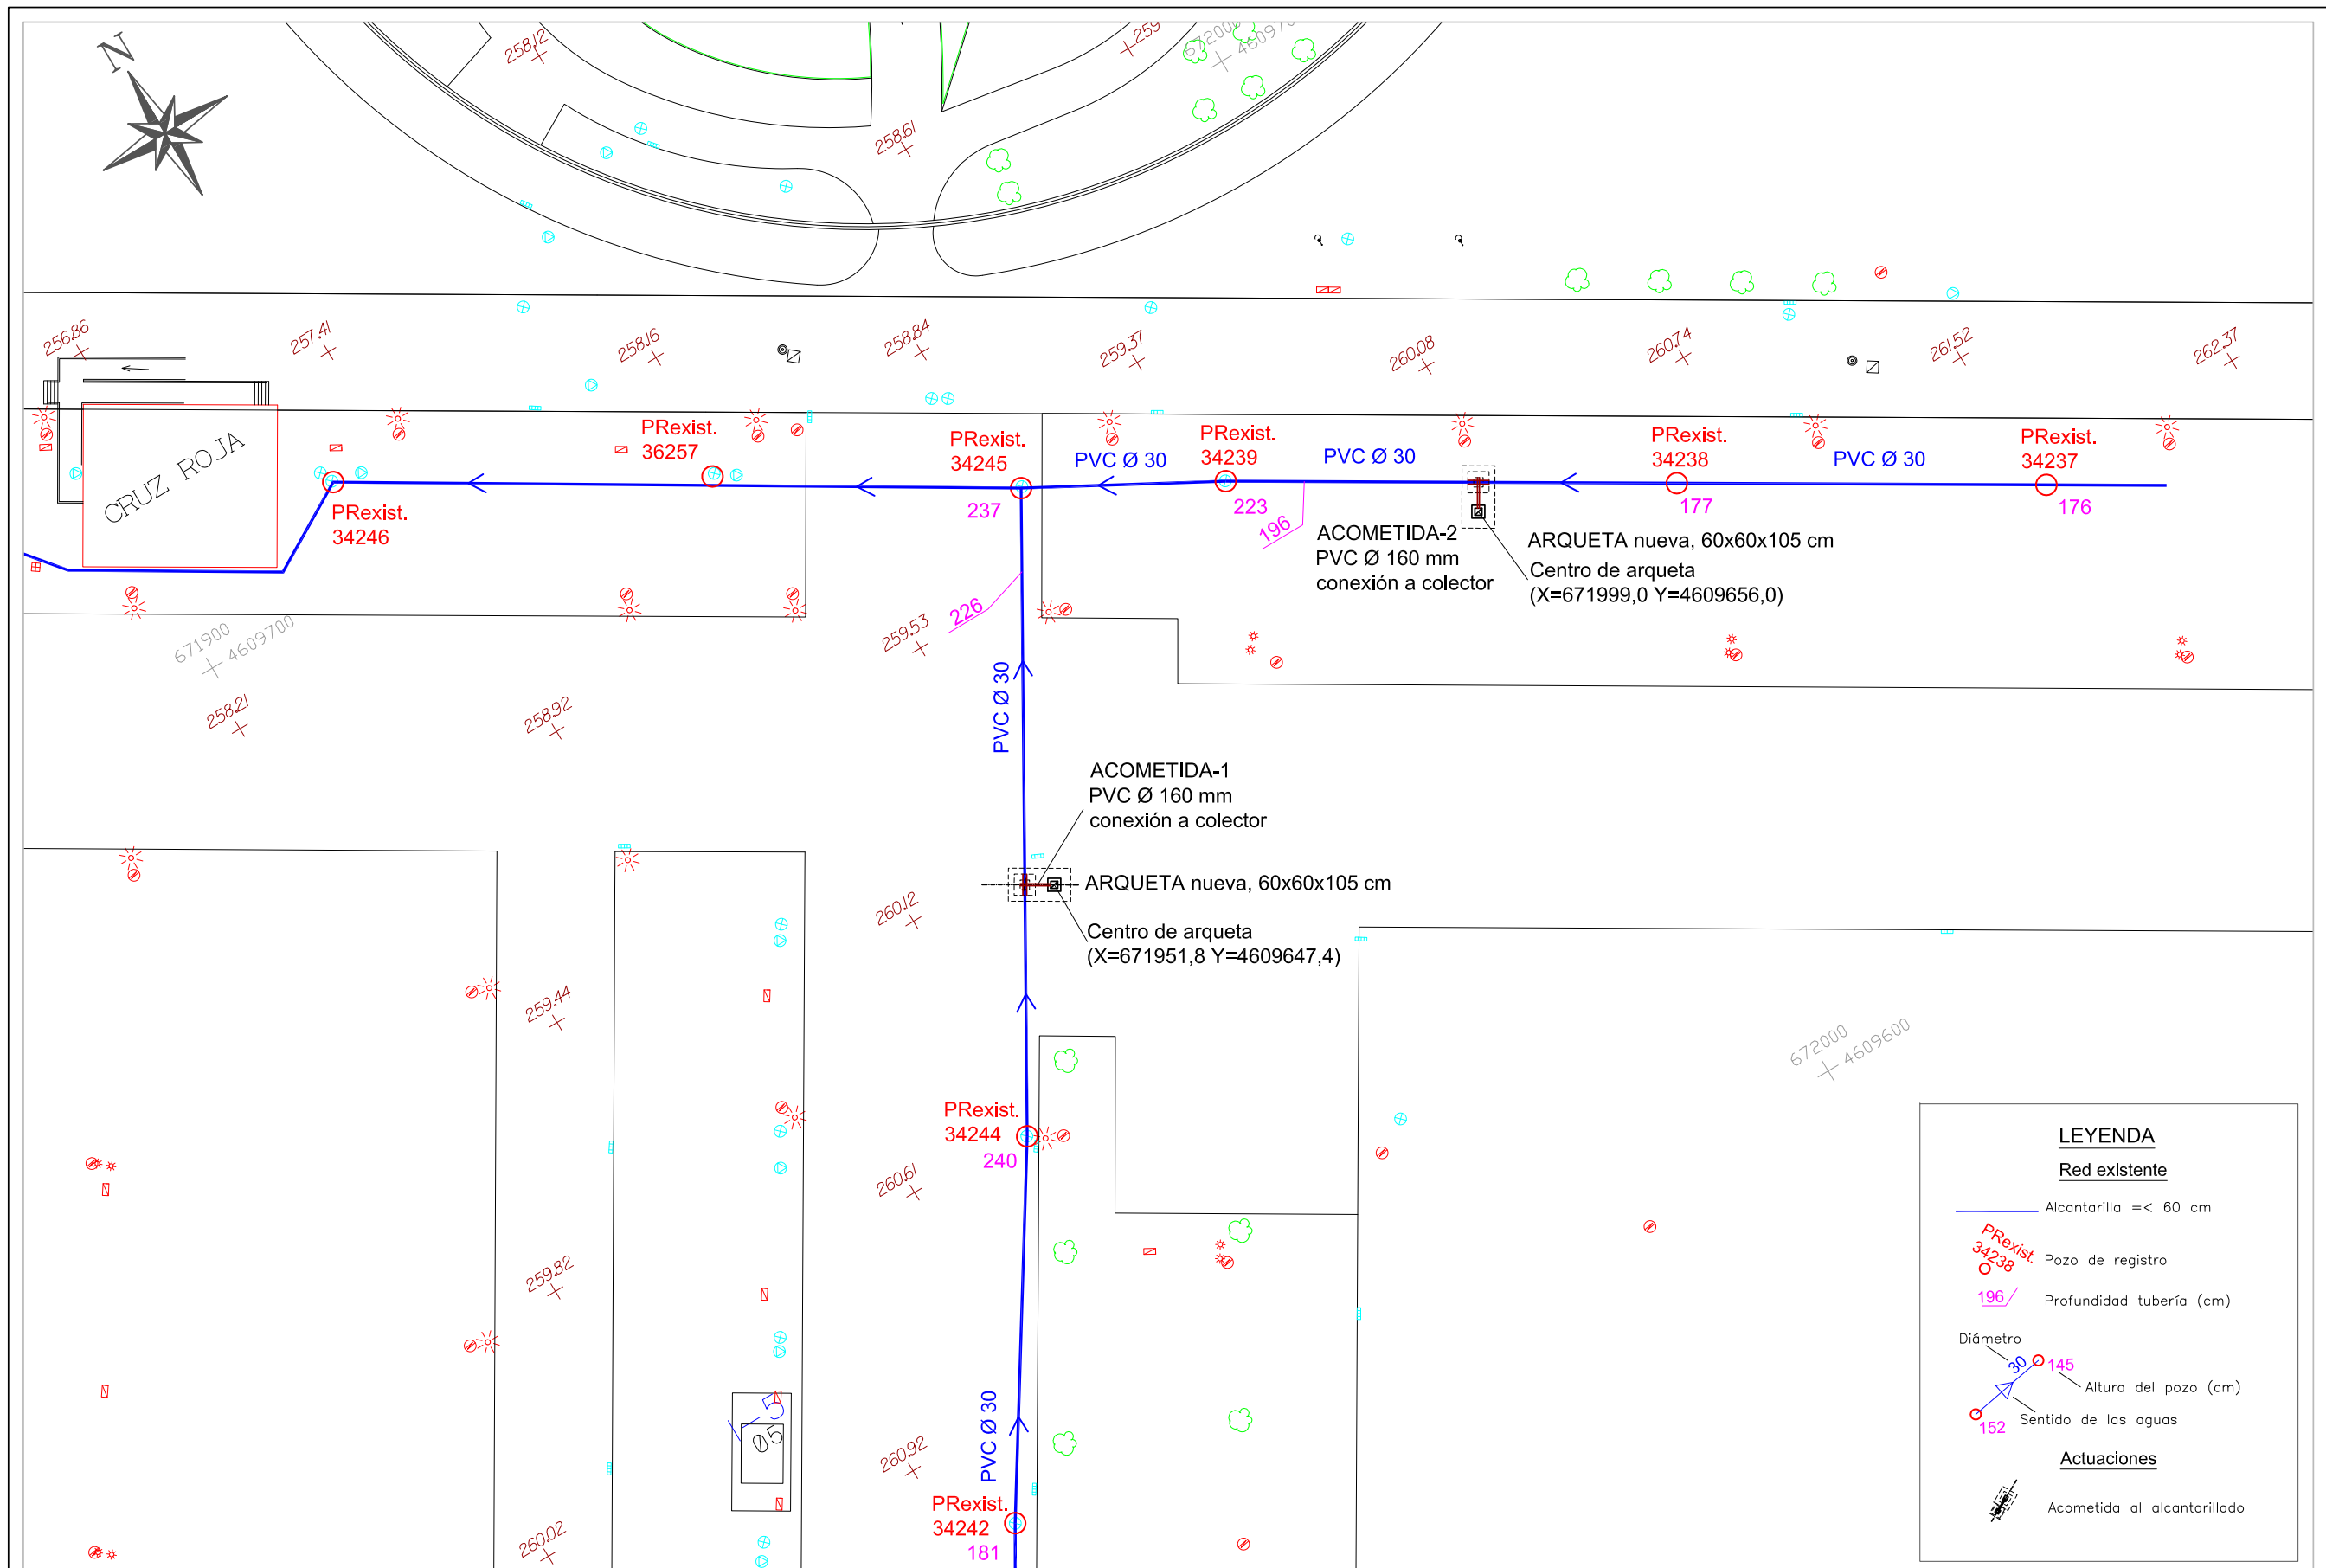 N
258.12
259
672000
46097
258.61
256.86
257.41
258.16
258.84
259.37
260.08
260.74
261.52
262.37
CRUZ ROJA
PRexist.
34246
PRexist.
36257
PRexist.
34245
237
PVC Ø 30
PRexist.
34239
223
196
PVC Ø 30
PRexist.
34238
177
PVC Ø 30
PRexist.
34237
176
ACOMETIDA-2
PVC Ø 160 mm
conexión a colector
ARQUETA nueva, 60x60x105 cm
Centro de arqueta
(X=671999,0 Y=4609656,0)
226
259.53
671900
4609700
258.21
258.92
PVC Ø 30
ACOMETIDA-1
PVC Ø 160 mm
conexión a colector
ARQUETA nueva, 60x60x105 cm
Centro de arqueta
(X=671951,8 Y=4609647,4)
260.12
259.44
672000
4609600
PRexist.
34244
240
260.61
259.82
05
260.92
PVC Ø 30
260.02
PRexist.
34242
181
LEYENDA
Red existente
Alcantarilla =< 60 cm
PRexist.
34238
Pozo de registro
196
Profundidad tubería (cm)
Diámetro
30
145
Altura del pozo (cm)
Sentido de las aguas
152
Actuaciones
Acometida al alcantarillado